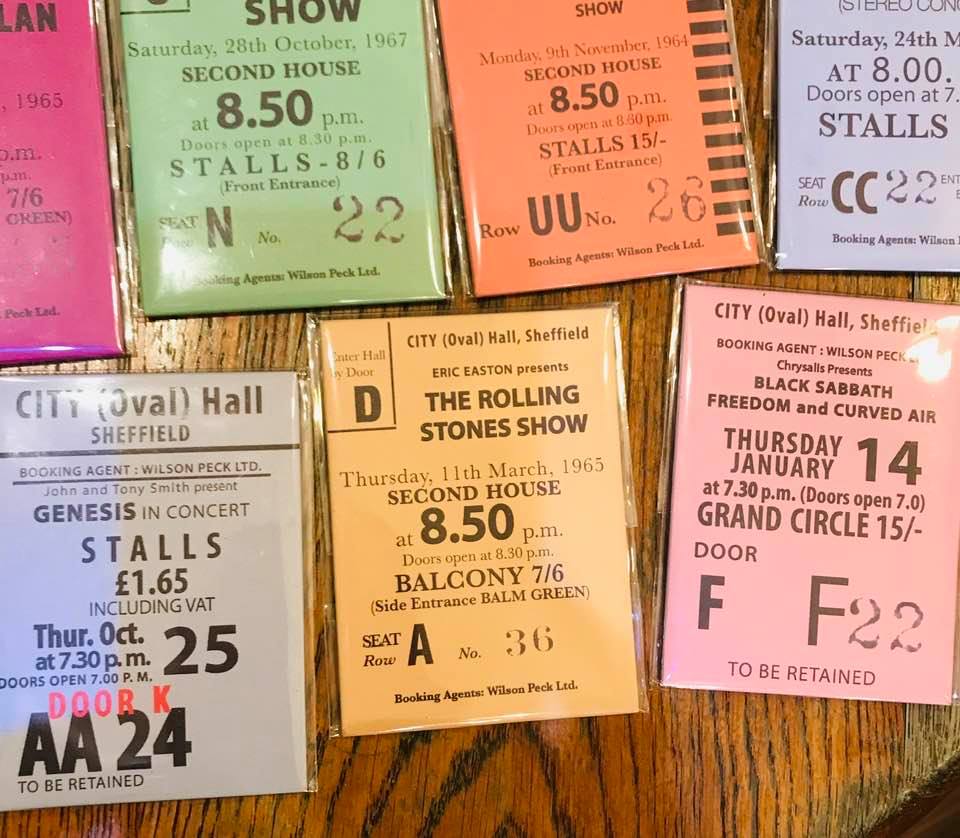 LAN
, 1965
p.m.
p.m.
7/6
GREEN)
Peck Ltd.
SHOW
Saturday, 28th October, 1967
SECOND HOUSE
at 8.50 p.m.
Doors open at 8.30 p.m.
STALLS - 8/6
(Front Entrance)
SEAT
Row N No. 22
Booking Agents: Wilson Peck Ltd.
SHOW
Monday, 9th November, 1964
SECOND HOUSE
at 8.50 p.m.
Doors open at 8.60 p.m.
STALLS 15/-
(Front Entrance)
Row UU No. 26
Booking Agents: Wilson Peck Ltd.
(STEREO CON
Saturday, 24th M
AT 8.00.
Doors open at 7.
STALLS
SEAT
Row CC 22 ENT
Booking Agents: Wilson
CITY (Oval) Hall
SHEFFIELD
BOOKING AGENT : WILSON PECK LTD.
John and Tony Smith present
GENESIS IN CONCERT
STALLS
£1.65
INCLUDING VAT
Thur. Oct. 25
at 7.30 p.m.
DOORS OPEN 7.00 P.M.
DOOR K
AA 24
TO BE RETAINED
Enter Hall
by Door
D
CITY (Oval) Hall, Sheffield
ERIC EASTON presents
THE ROLLING
STONES SHOW
Thursday, 11th March, 1965
SECOND HOUSE
at 8.50 p.m.
Doors open at 8.30 p.m.
BALCONY 7/6
(Side Entrance BALM GREEN)
SEAT
Row A No. 36
Booking Agents: Wilson Peck Ltd.
CITY (Oval) Hall, Sheffiel
BOOKING AGENT : WILSON PECK
Chrysalls Presents
BLACK SABBATH
FREEDOM and CURVED AIR
THURSDAY
JANUARY 14
at 7.30 p.m. (Doors open 7.0)
GRAND CIRCLE 15/-
DOOR
F F22
TO BE RETAINED